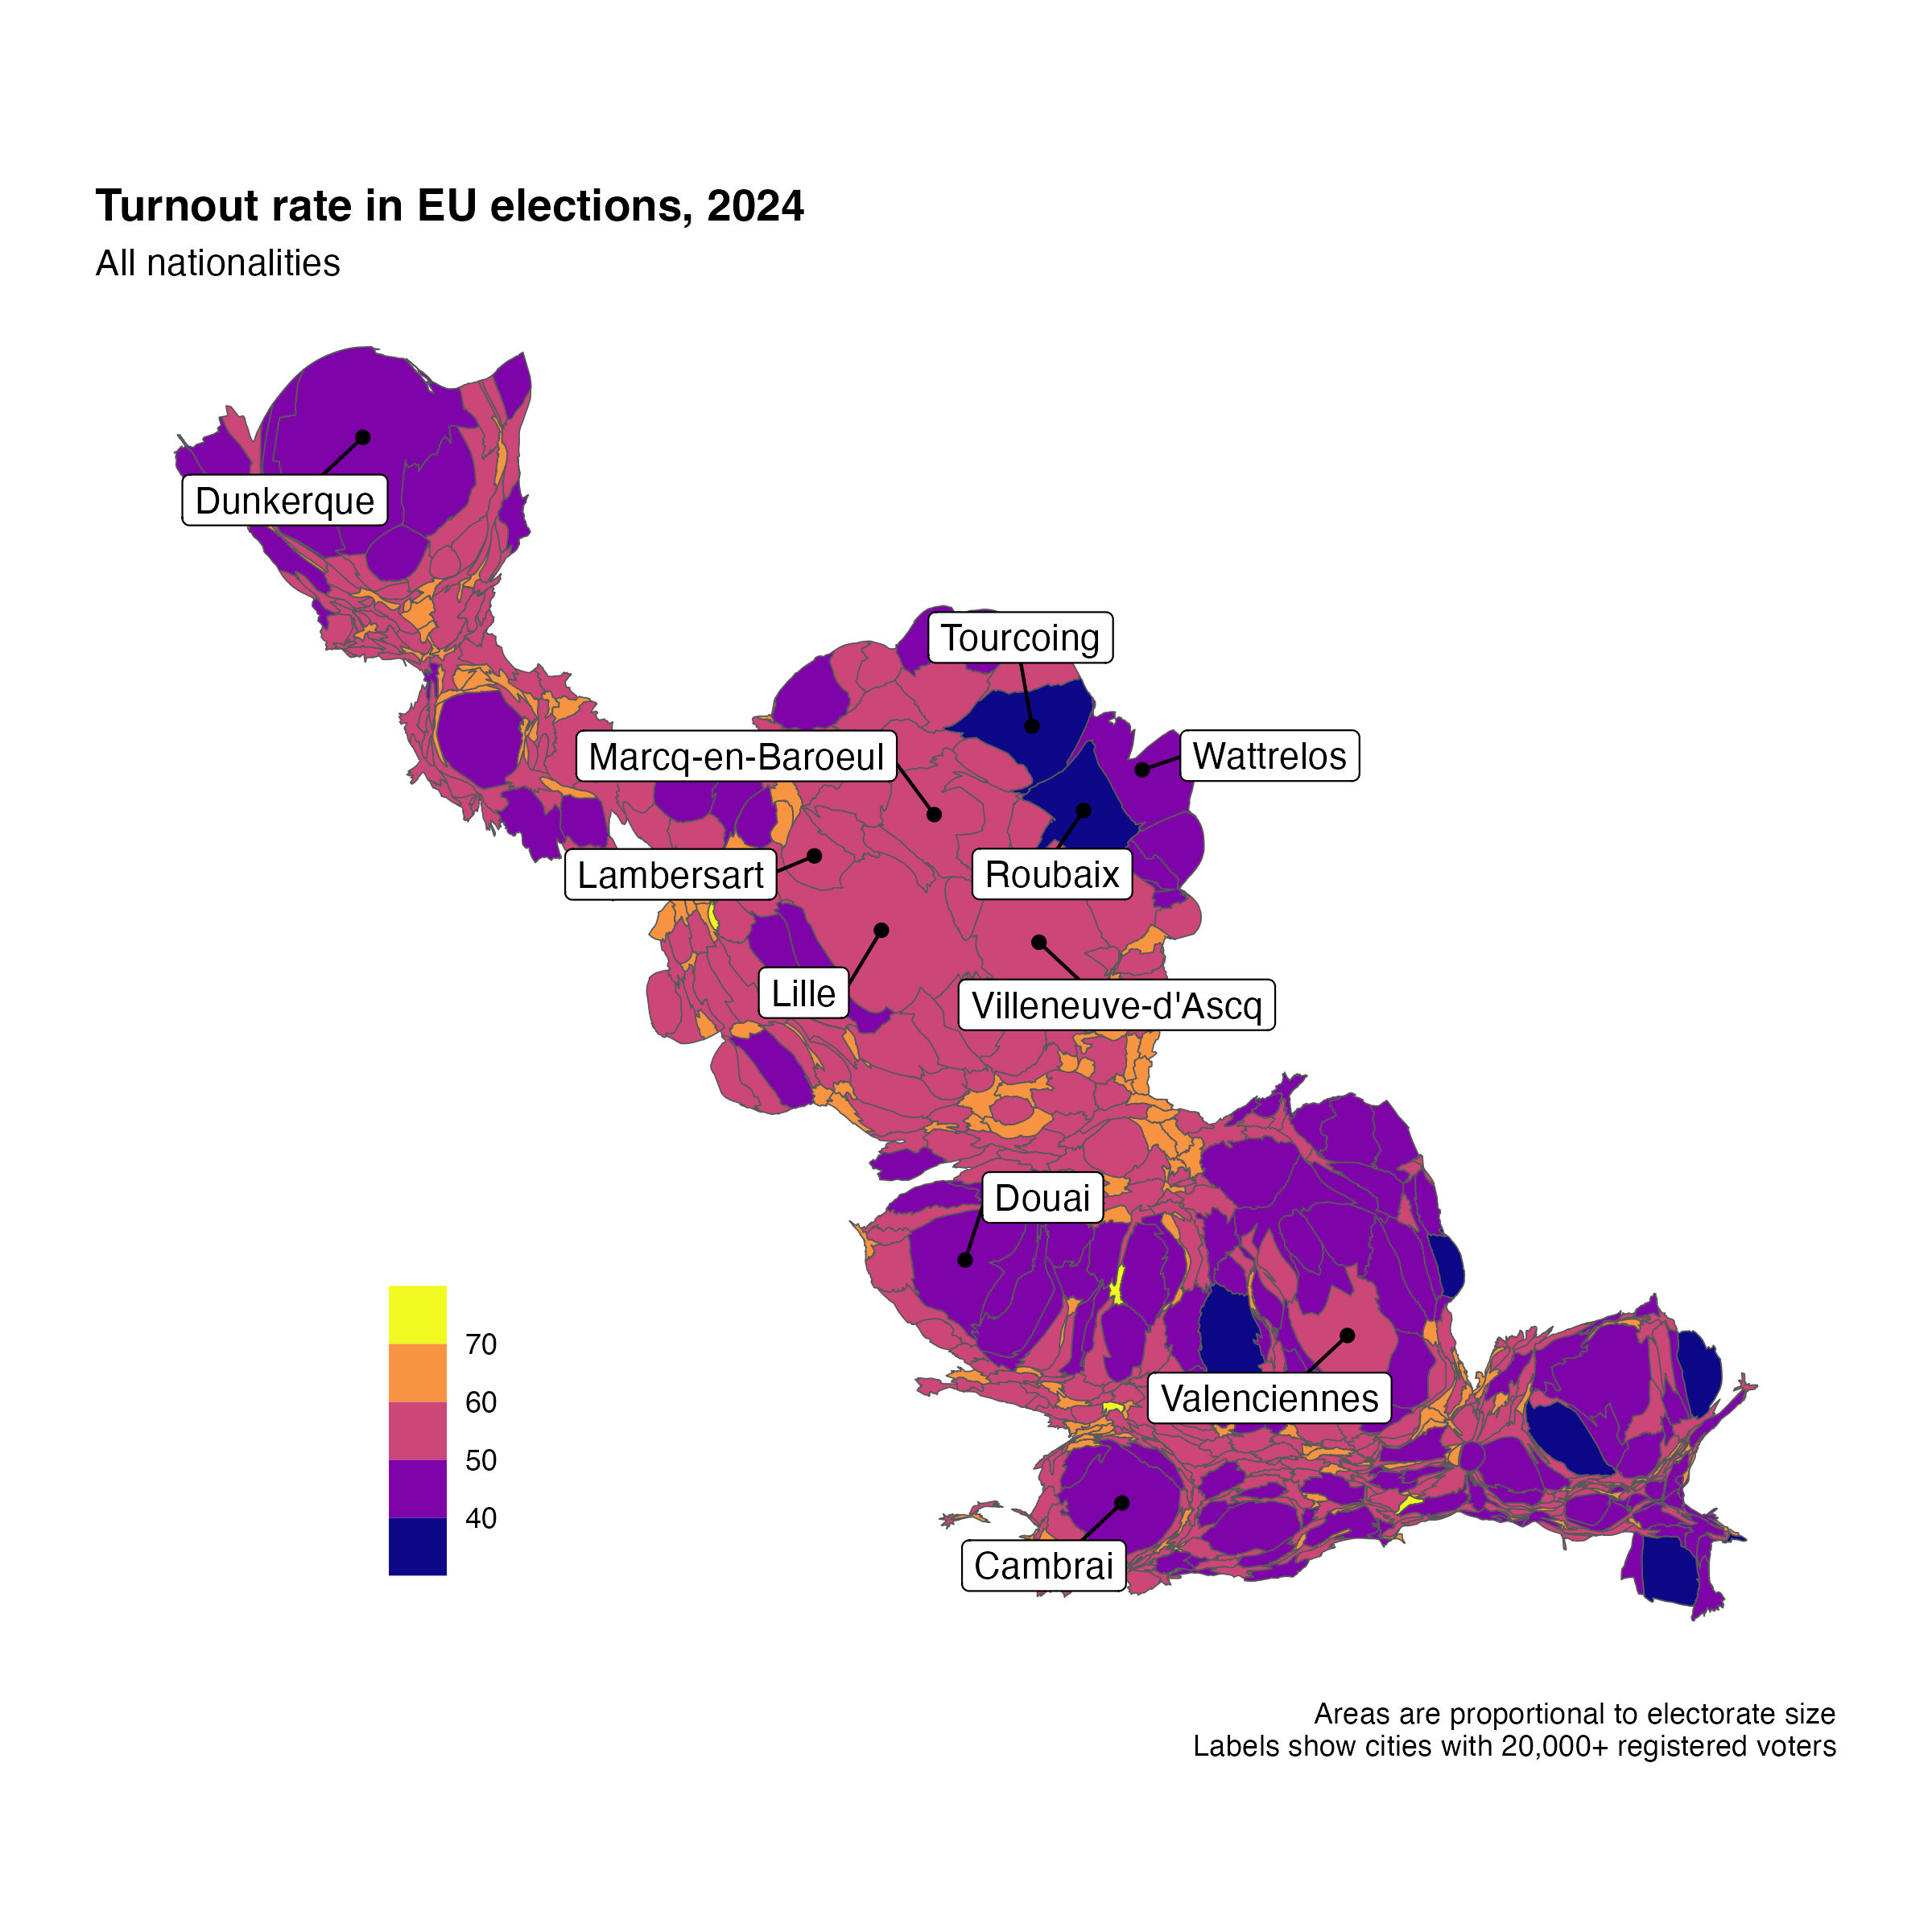 Turnout rate in EU elections, 2024
All nationalities
Dunkerque
Tourcoing
Marcq-en-Baroeul
Wattrelos
Lambersart
Roubaix
Lille
Villeneuve-d'Ascq
Douai
Valenciennes
Cambrai
70
60
50
40
Areas are proportional to electorate size
Labels show cities with 20,000+ registered voters